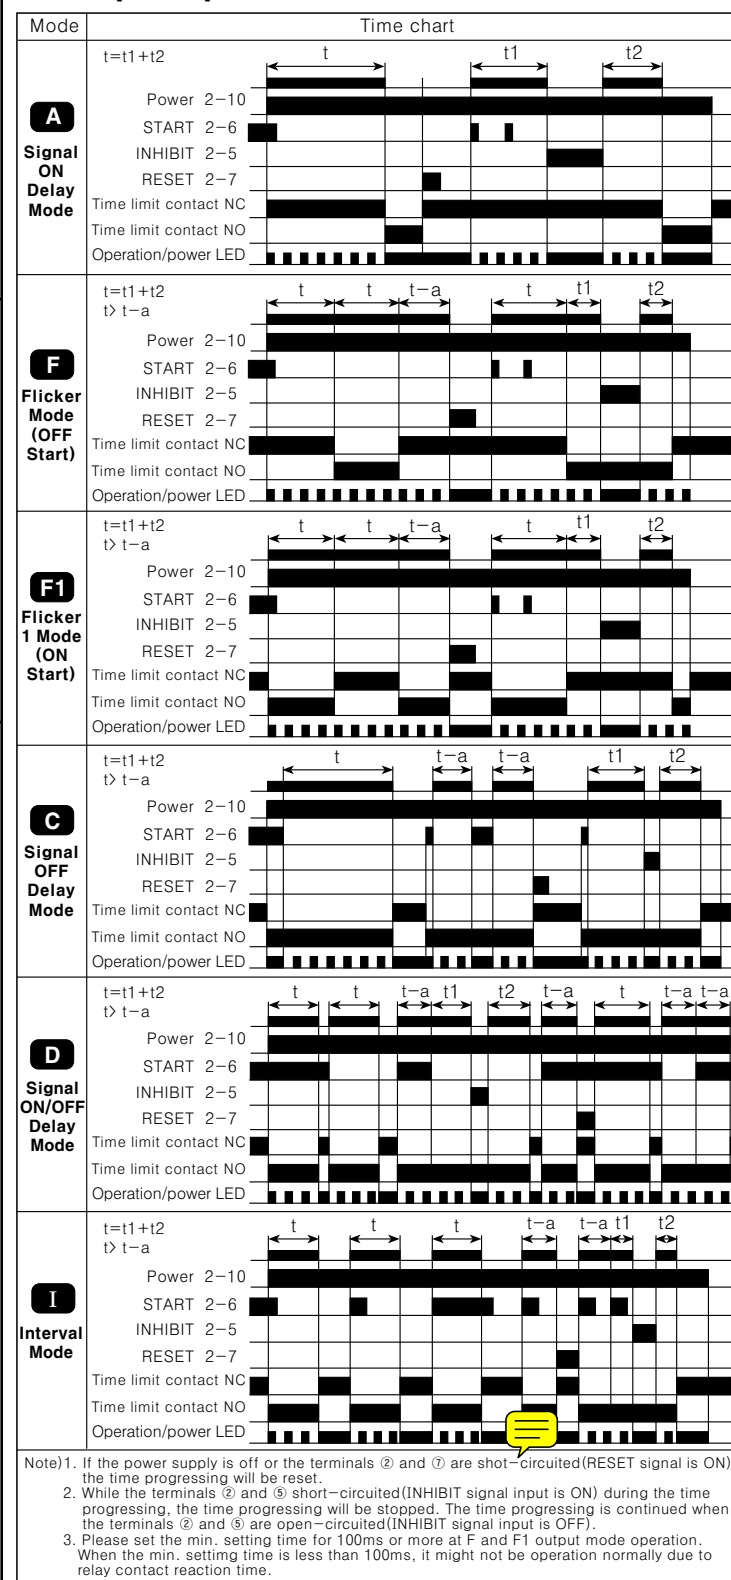 Mode Time chart
A
Signal
ON
Delay
Mode
t=t1+t2
t t1 t2
Power 2-10
START 2-6
INHIBIT 2-5
RESET 2-7
Time limit contact NC
Time limit contact NO
Operation/power LED
F
Flicker
Mode
(OFF
Start)
t=t1+t2
t> t-a
t t t-a t t1 t2
Power 2-10
START 2-6
INHIBIT 2-5
RESET 2-7
Time limit contact NC
Time limit contact NO
Operation/power LED
F1
Flicker
1 Mode
(ON
Start)
t=t1+t2
t> t-a
t t t-a t t1 t2
Power 2-10
START 2-6
INHIBIT 2-5
RESET 2-7
Time limit contact NC
Time limit contact NO
Operation/power LED
C
Signal
OFF
Delay
Mode
t=t1+t2
t> t-a
t t-a t-a t1 t2
Power 2-10
START 2-6
INHIBIT 2-5
RESET 2-7
Time limit contact NC
Time limit contact NO
Operation/power LED
D
Signal
ON/OFF
Delay
Mode
t=t1+t2
t> t-a
t t t-a t1 t2 t-a t t-a t-a
Power 2-10
START 2-6
INHIBIT 2-5
RESET 2-7
Time limit contact NC
Time limit contact NO
Operation/power LED
I
Interval
Mode
t=t1+t2
t> t-a
t t t t-a t-a t1 t2
Power 2-10
START 2-6
INHIBIT 2-5
RESET 2-7
Time limit contact NC
Time limit contact NO
Operation/power LED
Note)1. If the power supply is off or the terminals ② and ⑦ are shot-circuited(RESET signal is ON)
the time progressing will be reset.
2. While the terminals ② and ⑤ short-circuited(INHIBIT signal input is ON) during the time
progressing, the time progressing will be stopped. The time progressing is continued when
the terminals ② and ⑤ are open-circuited(INHIBIT signal input is OFF).
3. Please set the min. setting time for 100ms or more at F and F1 output mode operation.
When the min. settimg time is less than 100ms, it might not be operation normally due to
relay contact reaction time.